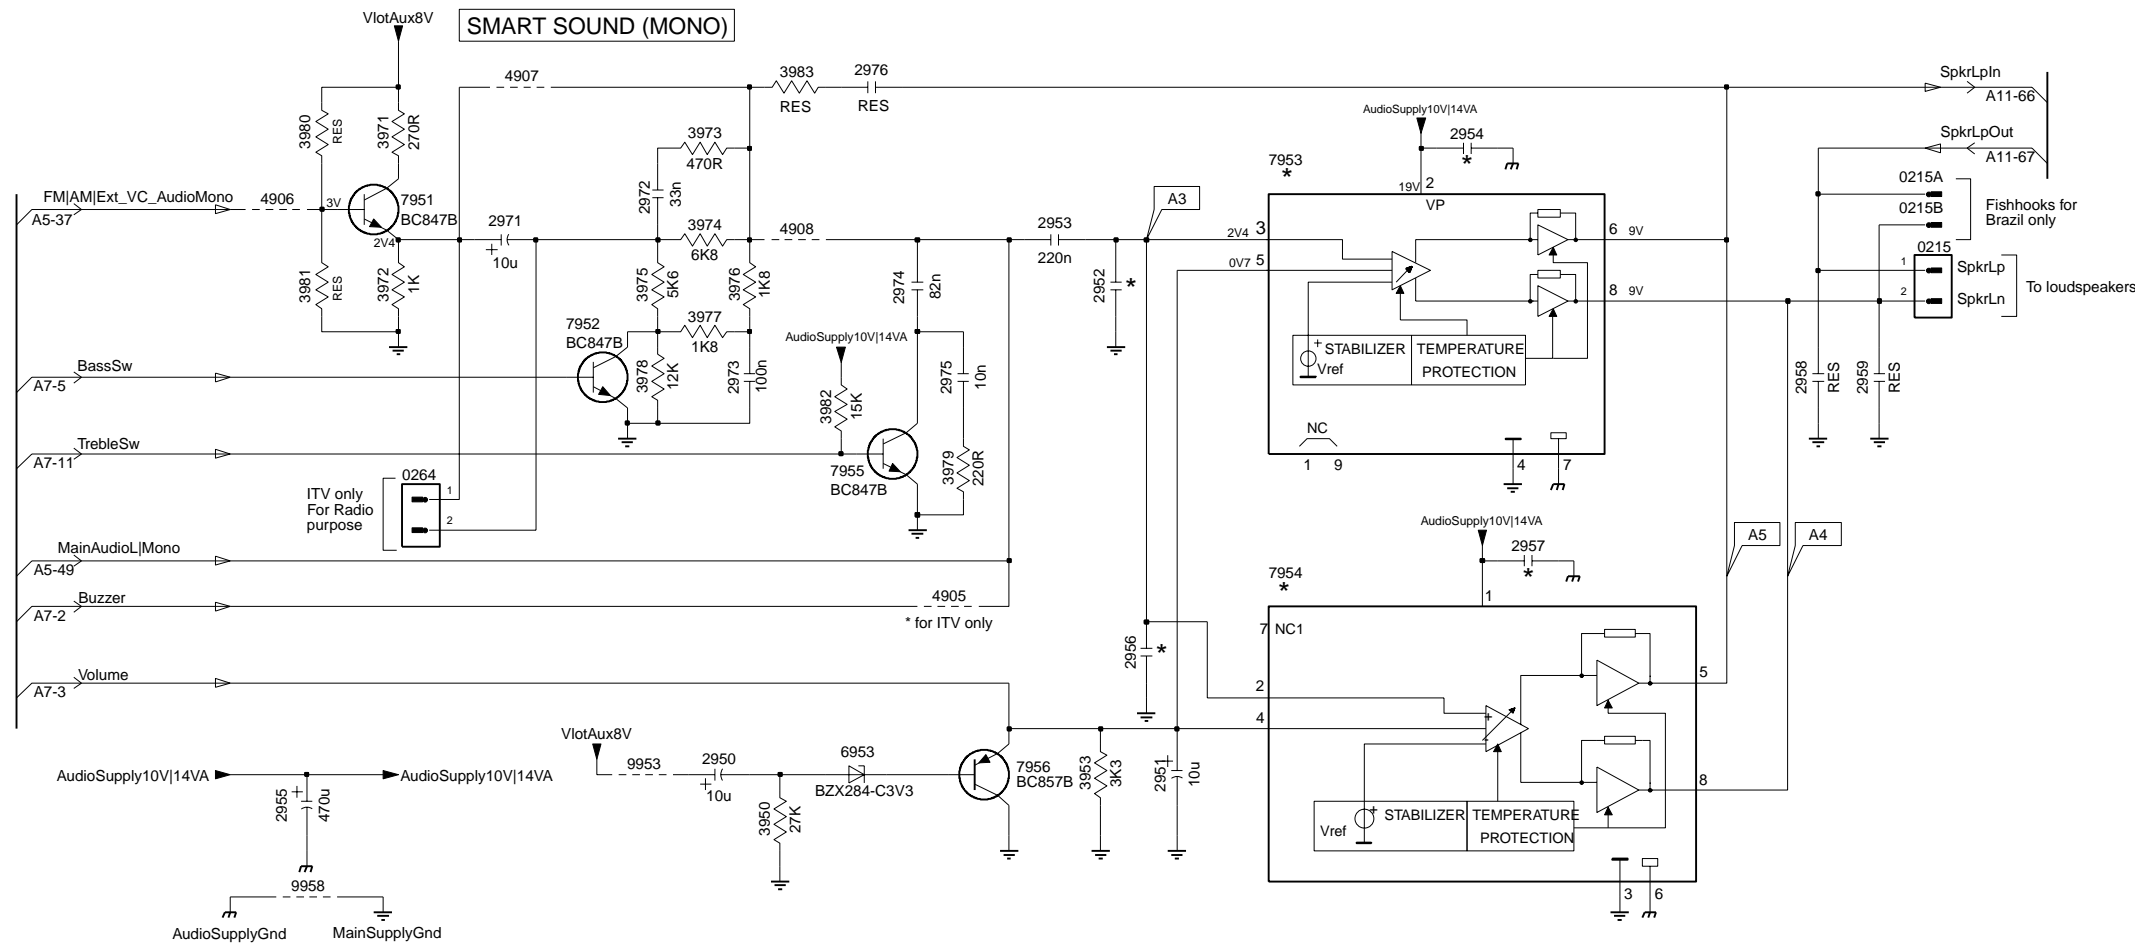 VlotAux8V
SMART SOUND (MONO)
4907
3983
RES
2976
RES
SpkrLpIn
A11-66
SpkrLpOut
A11-67
3980
RES
3971
270R
3973
470R
2972
33n
AudioSupply10V|14VA
2954
*
7953
*
19V
2
VP
FM|AM|Ext_VC_AudioMono
A5-37
4906
3V
7951
BC847B
2V4
2971
+
10u
3974
6K8
4908
2953
220n
A3
2V4
3
0V7
5
6
9V
8
9V
0215A
0215B
Fishhooks for
Brazil only
0215
1
SpkrLp
2
SpkrLn
To loudspeakers
3981
RES
3972
1K
3975
5K6
3976
1K8
2974
82n
2952
*
7952
BC847B
3977
1K8
AudioSupply10V|14VA
+
STABILIZER
Vref
TEMPERATURE
PROTECTION
BassSw
A7-5
3978
12K
2973
100n
3982
15K
2975
10n
2958
RES
2959
RES
NC
1
9
4
7
TrebleSw
A7-11
7955
BC847B
3979
220R
0264
1
2
ITV only
For Radio
purpose
AudioSupply10V|14VA
2957
*
A5
A4
MainAudioL|Mono
A5-49
7954
*
1
Buzzer
A7-2
4905
* for ITV only
7
NC1
2956
*
Volume
A7-3
2
4
+
-
5
8
VlotAux8V
9953
2950
+
10u
6953
BZX284-C3V3
7956
BC857B
3953
3K3
2951
+
10u
AudioSupply10V|14VA
AudioSupply10V|14VA
2955
+
470u
3950
27K
+
Vref
STABILIZER
TEMPERATURE
PROTECTION
3
6
9958
AudioSupplyGnd
MainSupplyGnd